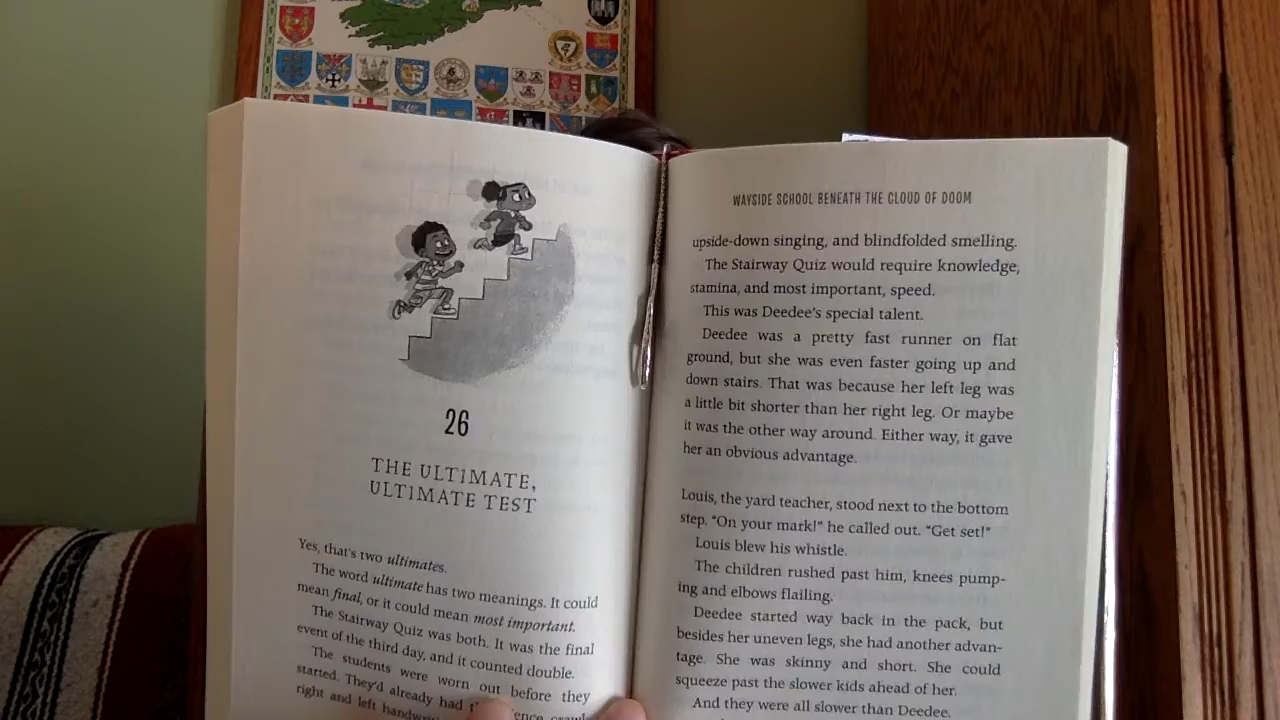 26
THE ULTIMATE,
ULTIMATE TEST
Yes, that's two ultimates.
The word ultimate has two meanings. It could
mean final, or it could mean most important.
The Stairway Quiz was both. It was the final
event of the third day, and it counted double.
The students were worn out before they
started. They'd already had
right and left
WAYSIDE SCHOOL BENEATH THE CLOUD OF DOOM
upside-down singing, and blindfolded smelling.
The Stairway Quiz would require knowledge,
stamina, and most important, speed.
This was Deedee's special talent.
Deedee was a pretty fast runner on flat
ground, but she was even faster going up and
down stairs. That was because her left leg was
a little bit shorter than her right leg. Or maybe
it was the other way around. Either way, it gave
her an obvious advantage.
Louis, the yard teacher, stood next to the bottom
step. "On your mark!" he called out. "Get set!"
Louis blew his whistle.
The children rushed past him, knees pump-
ing and elbows flailing.
Deedee started way back in the pack, but
besides her uneven legs, she had another advan-
tage. She was skinny and short. She could
squeeze past the slower kids ahead of her.
And they were all slower than Deedee.